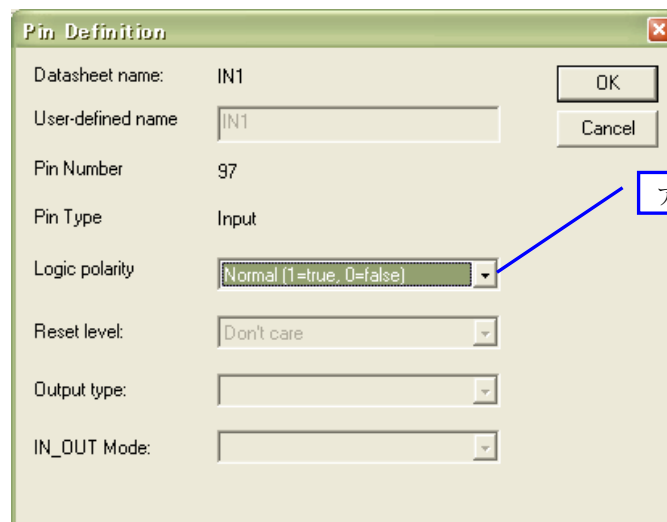 Pin Definition
Datasheet name: IN1
OK
User-defined name IN1
Cancel
Pin Number 97
Pin Type Input
Logic polarity Normal (1=true, 0=false)
Reset level: Don't care
Output type:
IN_OUT Mode: